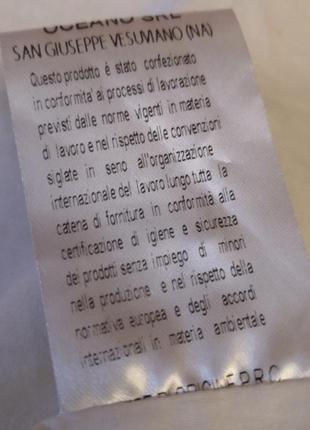 OCEANO SRL
SAN GIUSEPPE VESUVIANO (NA)
Questo prodotto è stato confezionato
in conformita' ai processi di lavorazione
previsti dalle norme vigenti in materia
di lavoro e nel rispetto delle convenzioni
siglate in seno all'organizzazione
internazionale del lavoro lungo tutta la
catena di fornitura in conformità alla
certificazione di igiene e sicurezza
dei prodotti senza impiego di minori
nella produzione e nel rispetto della
normativa europea e degli accordi
internazionali in materia ambientale
P.R.C.